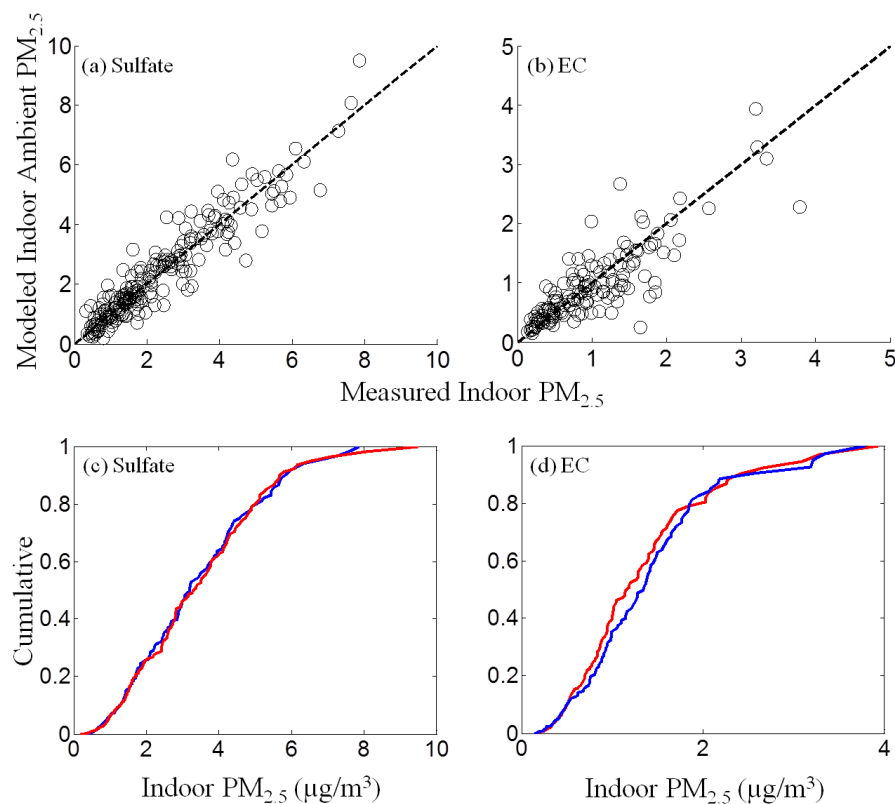 Modeled Indoor Ambient PM2.5
(a) Sulfate
10
8
6
4
2
0
0 2 4 6 8 10
(b) EC
5
4
3
2
1
0
0 1 2 3 4 5
Measured Indoor PM2.5
Cumulative
(c) Sulfate
1
0.8
0.6
0.4
0.2
0
2 4 6 8 10
Indoor PM2.5 (µg/m³)
(d) EC
1
0.8
0.6
0.4
0.2
0
0 2 4
Indoor PM2.5 (µg/m³)